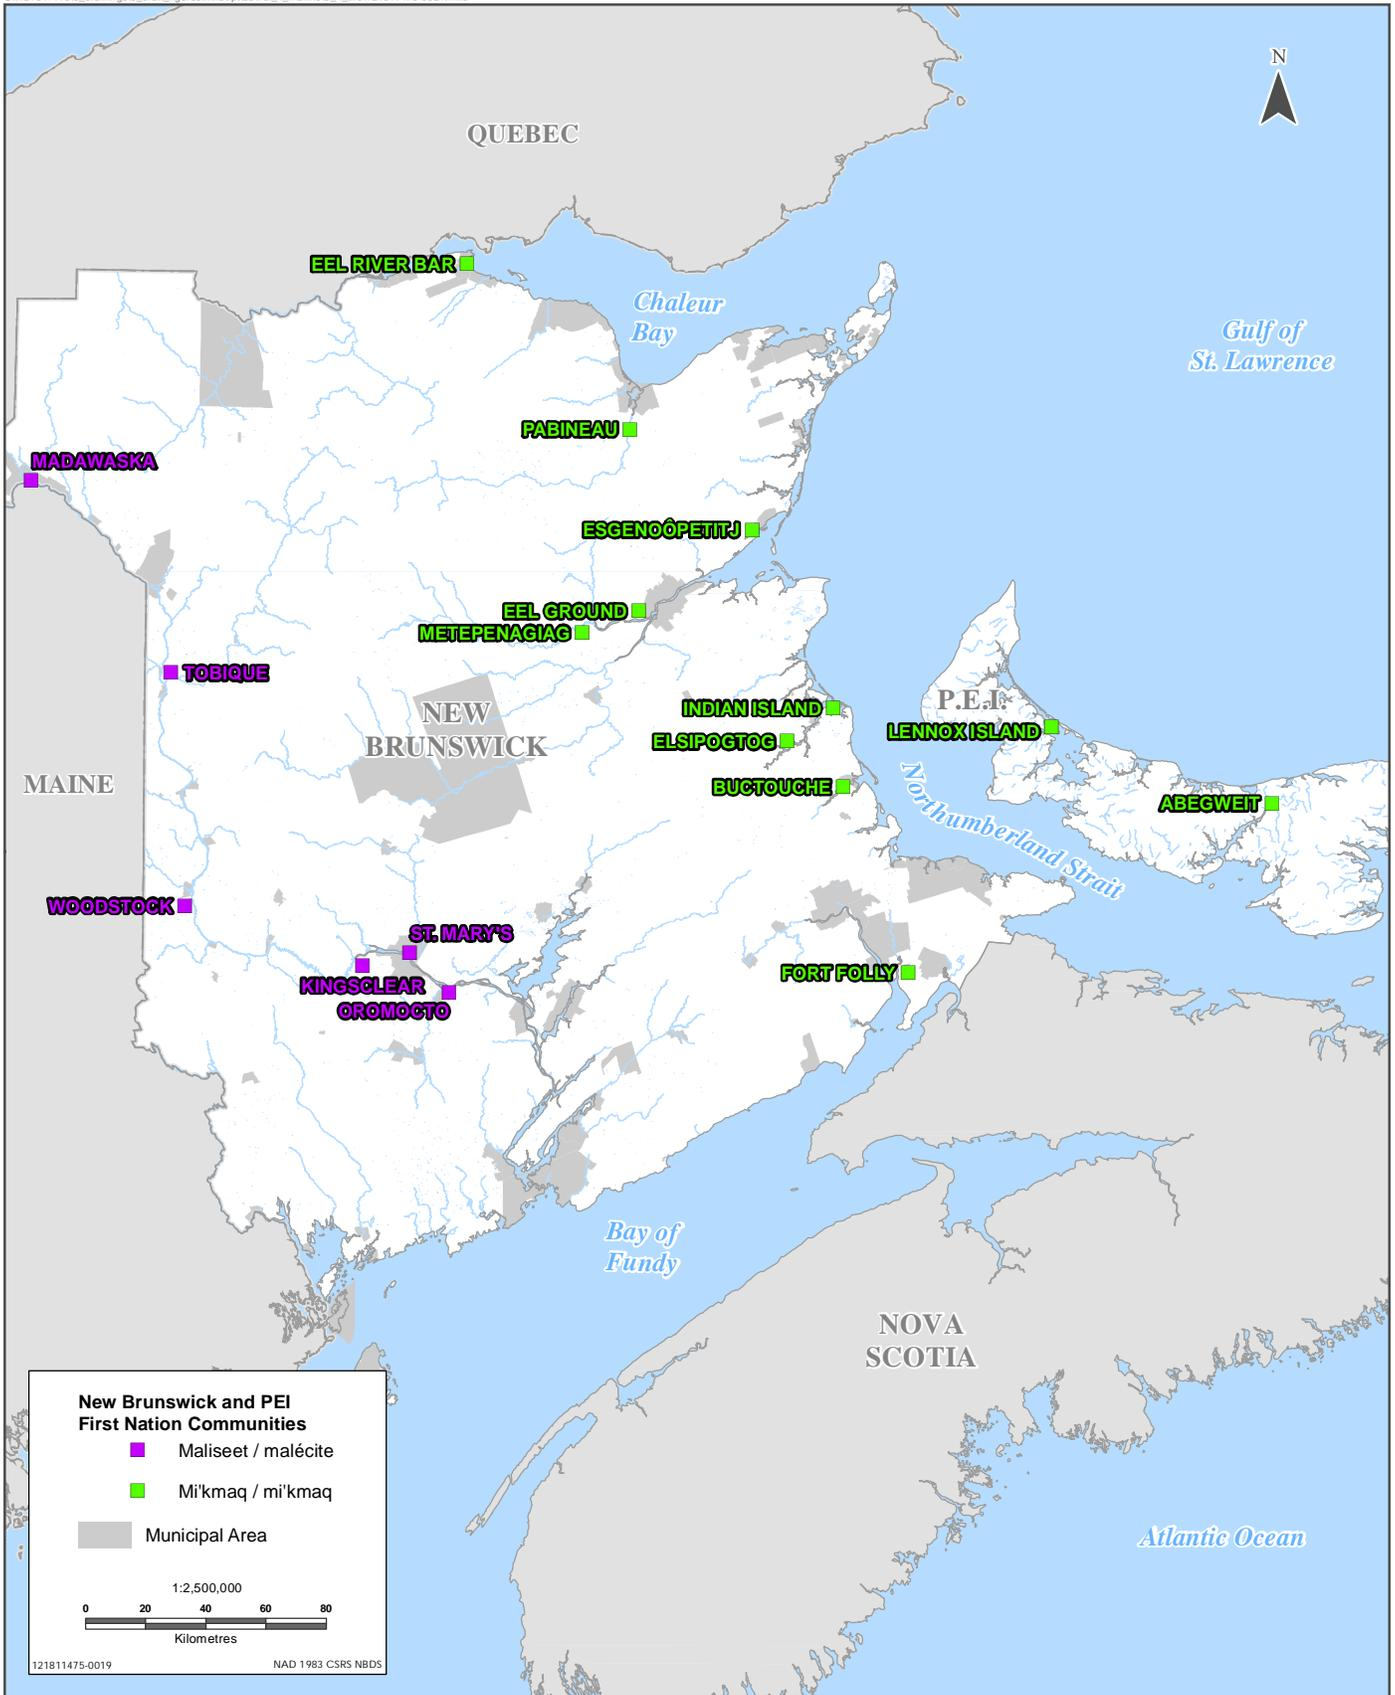 N
QUEBEC
EEL RIVER BAR
Chaleur
Bay
Gulf of
St. Lawrence
PABINEAU
MADAWASKA
ESGENOÔPETITJ
EEL GROUND
METEPENAGIAG
TOBIQUE
NEW
BRUNSWICK
INDIAN ISLAND
P.E.I.
LENNOX ISLAND
ELSIPOGTOG
MAINE
BUCTOUCHE
Northumberland Strait
ABEGWEIT
WOODSTOCK
ST. MARY'S
FORT FOLLY
KINGSCLEAR
OROMOCTO
Bay of
Fundy
NOVA
SCOTIA
Atlantic Ocean
New Brunswick and PEI
First Nation Communities
Maliseet / malécite
Mi'kmaq / mi'kmaq
Municipal Area
1:2,500,000
0 20 40 60 80
Kilometres
121811475-0019 NAD 1983 CSRS NBDS